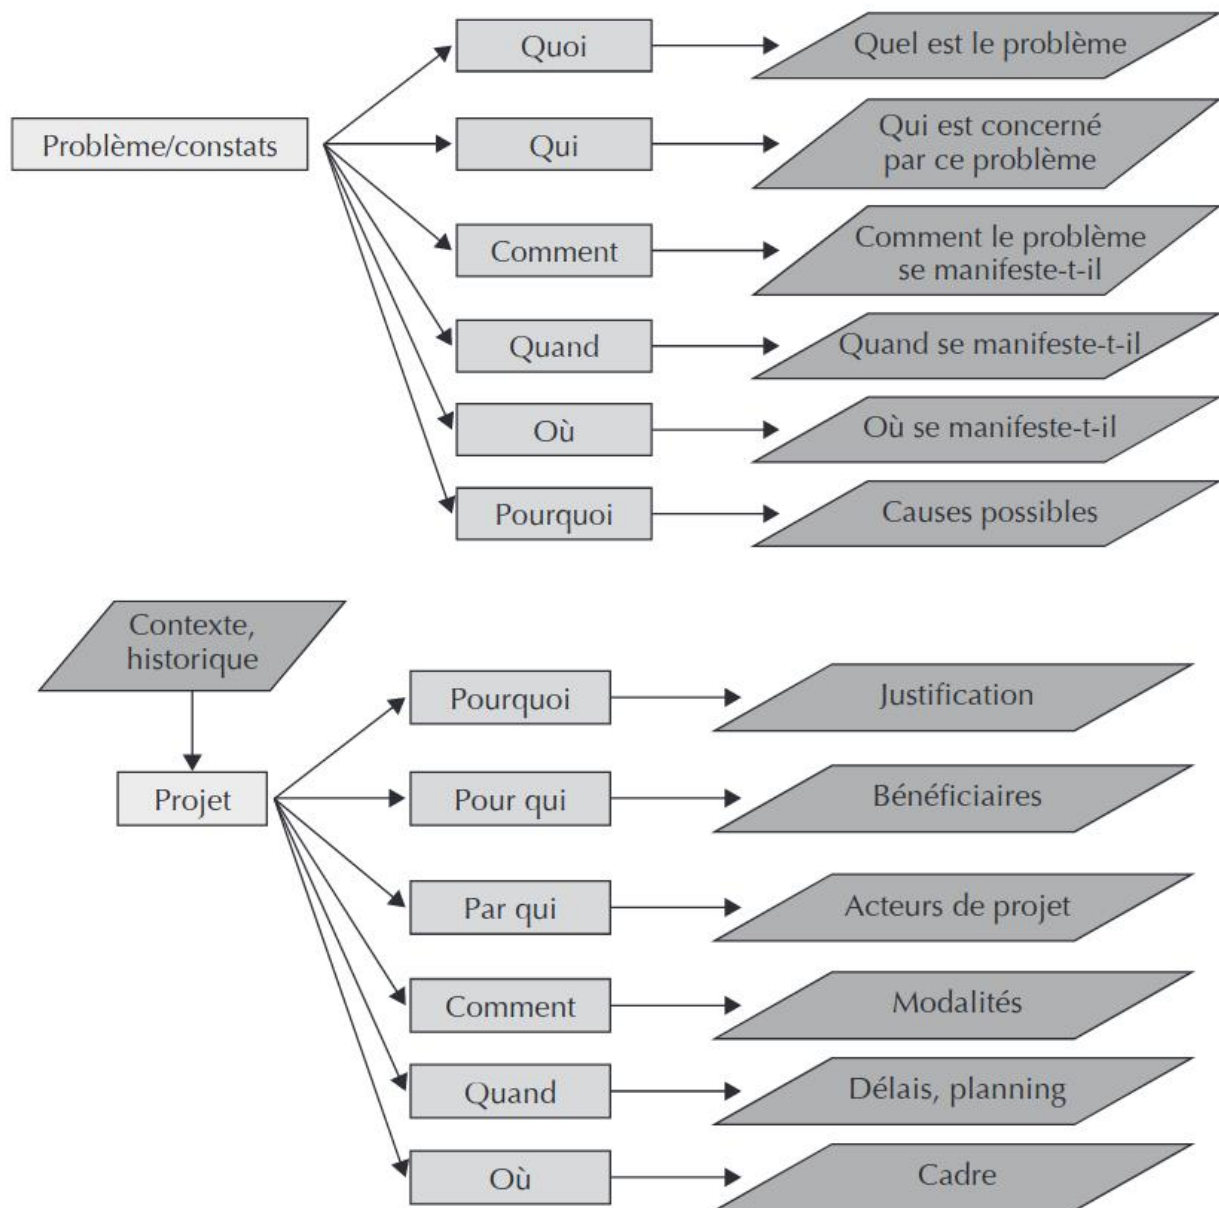 Quoi
Quel est le problème
Problème/constats
Qui
Qui est concerné
par ce problème
Comment
Comment le problème
se manifeste-t-il
Quand
Quand se manifeste-t-il
Où
Où se manifeste-t-il
Pourquoi
Causes possibles
Contexte,
historique
Pourquoi
Justification
Projet
Pour qui
Bénéficiaires
Par qui
Acteurs de projet
Comment
Modalités
Quand
Délais, planning
Où
Cadre